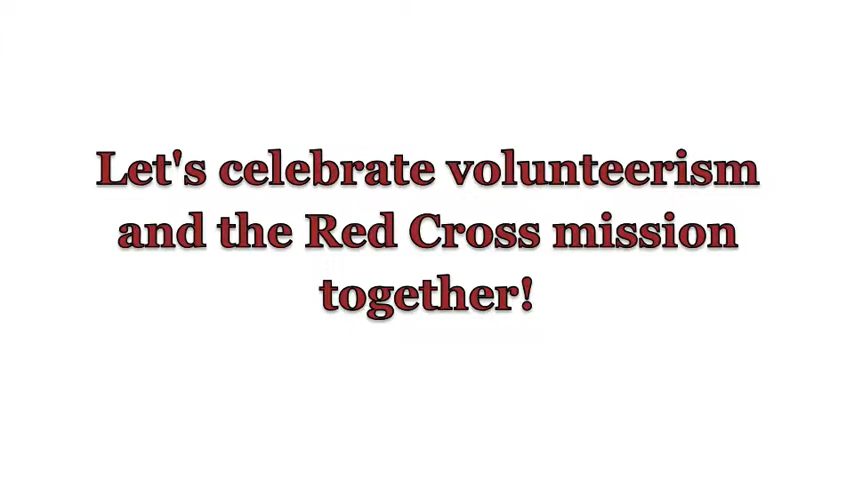 Let's celebrate volunteerism
and the Red Cross mission
together!